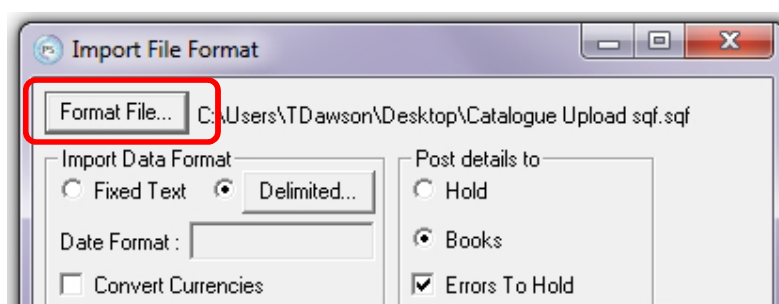 PS Import File Format
Format File... C:\Users\TDawson\Desktop\Catalogue Upload sqf.sqf
Import Data Format
Fixed Text Delimited...
Date Format :
Convert Currencies
Post details to
Hold
Books
Errors To Hold